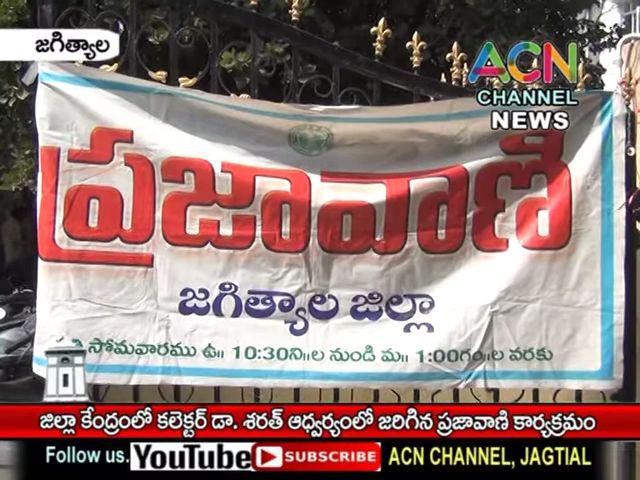 జగిత్యాల
ACN
CHANNEL
NEWS
ప్రజావాణి
జగిత్యాల జిల్లా
సోమవారము ఉ॥ 10:30ని॥ల నుండి మ॥ 1:00గం॥ల వరకు
జిల్లా కేంద్రంలో కలెక్టర్ డా. శరత్ ఆధ్వర్యంలో జరిగిన ప్రజావాణి కార్యక్రమం
Follow us. YouTube SUBSCRIBE ACN CHANNEL, JAGTIAL